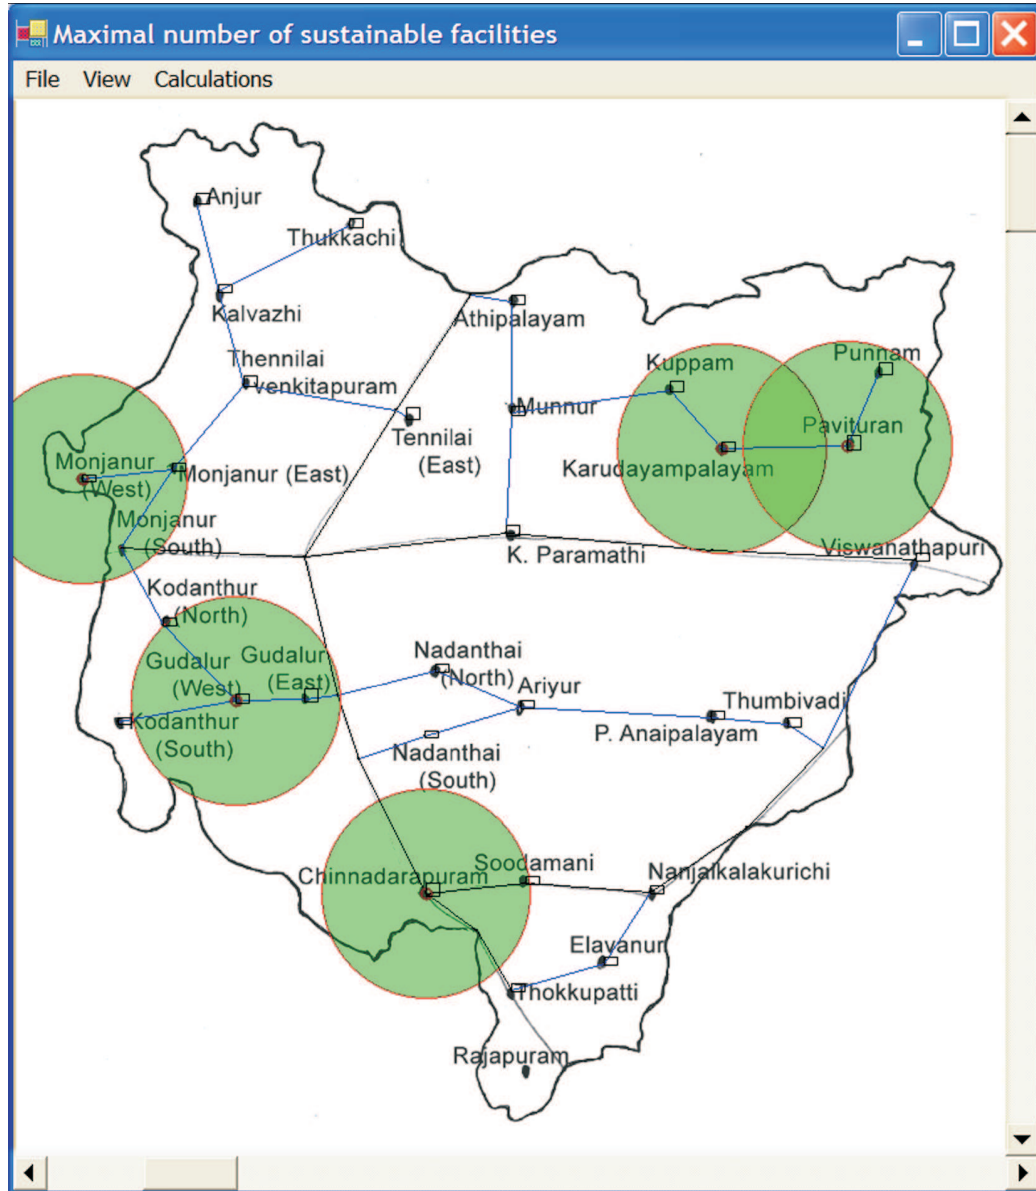 Maximal number of sustainable facilities
File View Calculations
Anjur
Thukkachi
Kalvazhi
Athipalayam
Thennilai
venkitapuram
Kuppam
Punnam
Munnur
Tennilai
(East)
Pavituran
Karudayampalayam
Monjanur
(West)
Monjanur (East)
Monjanur
(South)
K. Paramathi
Viswanathapuri
Kodanthur
(North)
Gudalur
(West)
Gudalur
(East)
Nadanthai
(North)
Ariyur
Thumbivadi
Kodanthur
(South)
P. Anaipalayam
Nadanthai
(South)
Chinnadarapuram
Soodamani
Nanjaikalakurichi
Elavanur
Thokkupatti
Rajapuram